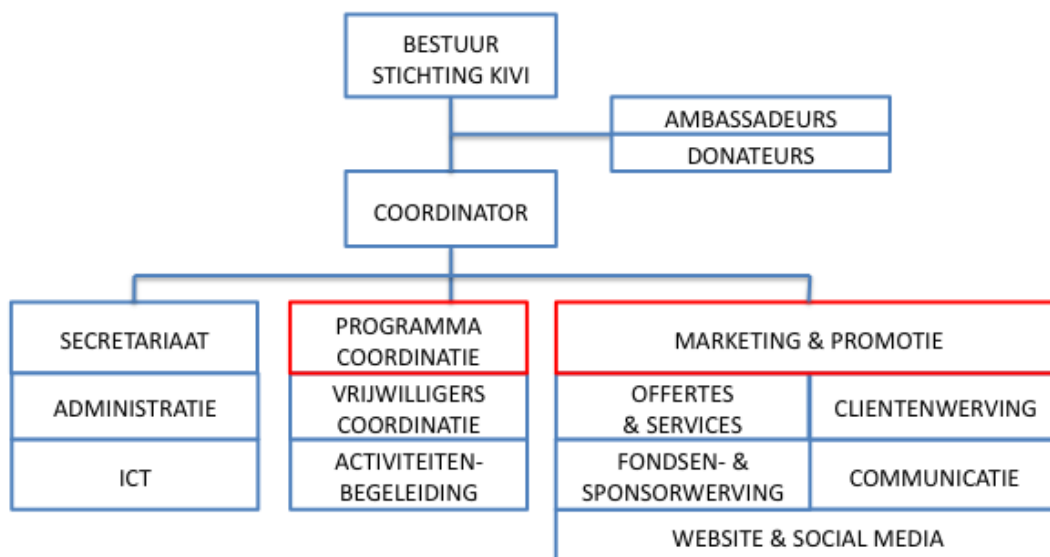 BESTUUR
STICHTING KIVI
AMBASSADEURS
DONATEURS
COORDINATOR
SECRETARIAAT
PROGRAMMA
COORDINATIE
MARKETING & PROMOTIE
ADMINISTRATIE
VRIJWILLIGERS
COORDINATIE
OFFERTES
& SERVICES
CLIENTENWERVING
ICT
ACTIVITEITEN-
BEGELEIDING
FONDSEN- &
SPONSORWERVING
COMMUNICATIE
WEBSITE & SOCIAL MEDIA